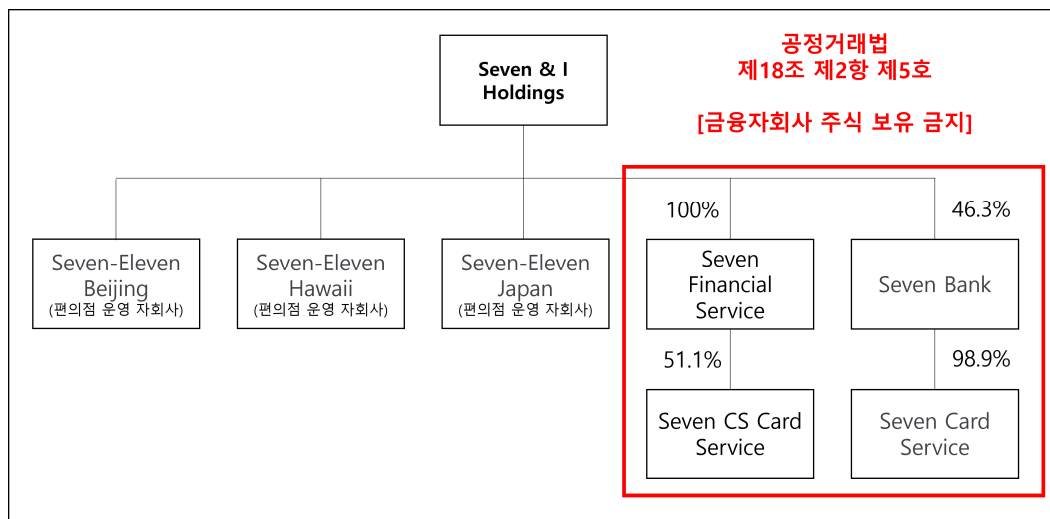 Seven & I
Holdings
공정거래법
제18조 제2항 제5호
[금융자회사 주식 보유 금지]
100%
46.3%
Seven-Eleven
Beijing
(편의점 운영 자회사)
Seven-Eleven
Hawaii
(편의점 운영 자회사)
Seven-Eleven
Japan
(편의점 운영 자회사)
Seven
Financial
Service
Seven Bank
51.1%
98.9%
Seven CS Card
Service
Seven Card
Service